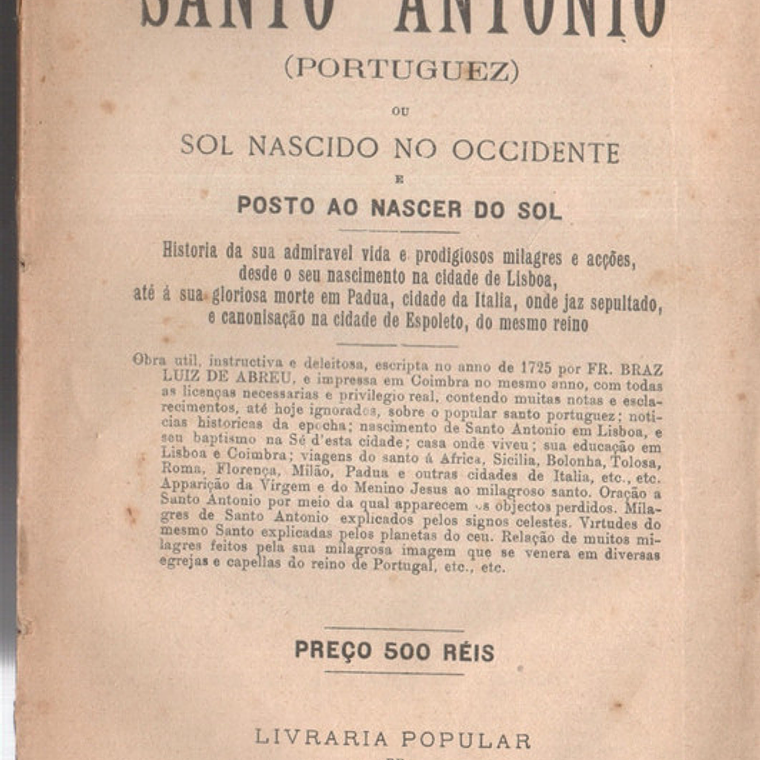 SANTO ANTONIO
(PORTUGUEZ)
OU
SOL NASCIDO NO OCCIDENTE
E
POSTO AO NASCER DO SOL
Historia da sua admiravel vida e prodigiosos milagres e acções,
desde o seu nascimento na cidade de Lisboa,
até á sua gloriosa morte em Padua, cidade da Italia, onde jaz sepultado,
e canonisação na cidade de Espoleto, do mesmo reino
Obra util, instructiva e deleitosa, escripta no anno de 1725 por FR. BRAZ
LUIZ DE ABREU, e impressa em Coimbra no mesmo anno, com todas
as licenças necessarias e privilegio real, contendo muitas notas e escla-
recimentos, até hoje ignorados, sobre o popular santo portuguez; noti-
cias historicas da epocha; nascimento de Santo Antonio em Lisboa, e
seu baptismo na Sé d'esta cidade; casa onde viveu; sua educação em
Lisboa e Coimbra; viagens do santo á Africa, Sicilia, Bolonha, Tolosa,
Roma, Florença, Milão, Padua e outras cidades de Italia, etc., etc.
Apparição da Virgem e do Menino Jesus ao milagroso santo. Oração a
Santo Antonio por meio da qual apparecem os objectos perdidos. Mila-
gres de Santo Antonio explicados pelos signos celestes. Virtudes do
mesmo Santo explicadas pelos planetas do ceu. Relação de muitos mi-
lagres feitos pela sua milagrosa imagem que se venera em diversas
egrejas e capellas do reino de Portugal, etc., etc.
PREÇO 500 RÉIS
LIVRARIA POPULAR